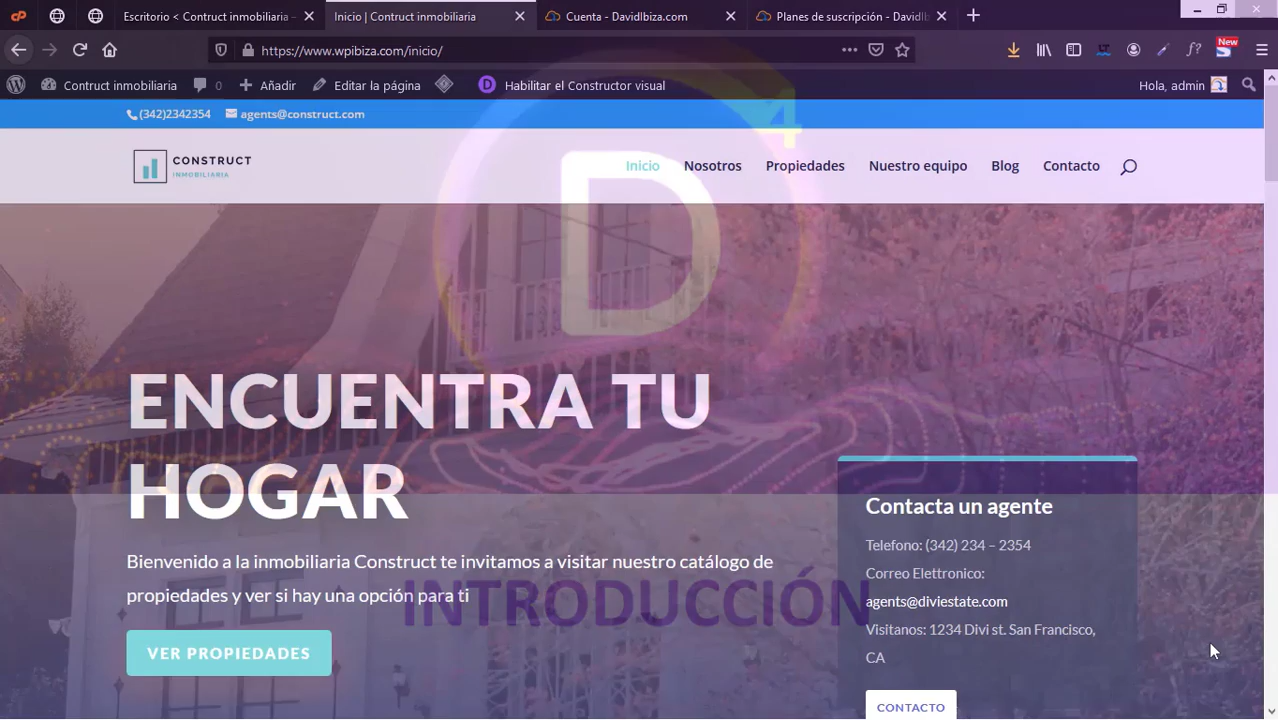 Escritorio < Contruct inmobiliaria –
Inicio | Contruct inmobiliaria
Cuenta - DavidIbiza.com
Planes de suscripción - DavidIb
https://www.wpibiza.com/inicio/
New
Contruct inmobiliaria
Añadir
Editar la página
Habilitar el Constructor visual
Hola, admin
(342)2342354
agents@construct.com
CONSTRUCT
INMOBILIARIA
Inicio
Nosotros
Propiedades
Nuestro equipo
Blog
Contacto
D
4
ENCUENTRA TU
HOGAR
Bienvenido a la inmobiliaria Construct te invitamos a visitar nuestro catálogo de
propiedades y ver si hay una opción para ti
VER PROPIEDADES
INTRODUCCIÓN
Contacta un agente
Telefono: (342) 234 – 2354
Correo Elettronico:
agents@diviestate.com
Visitanos: 1234 Divi st. San Francisco,
CA
CONTACTO